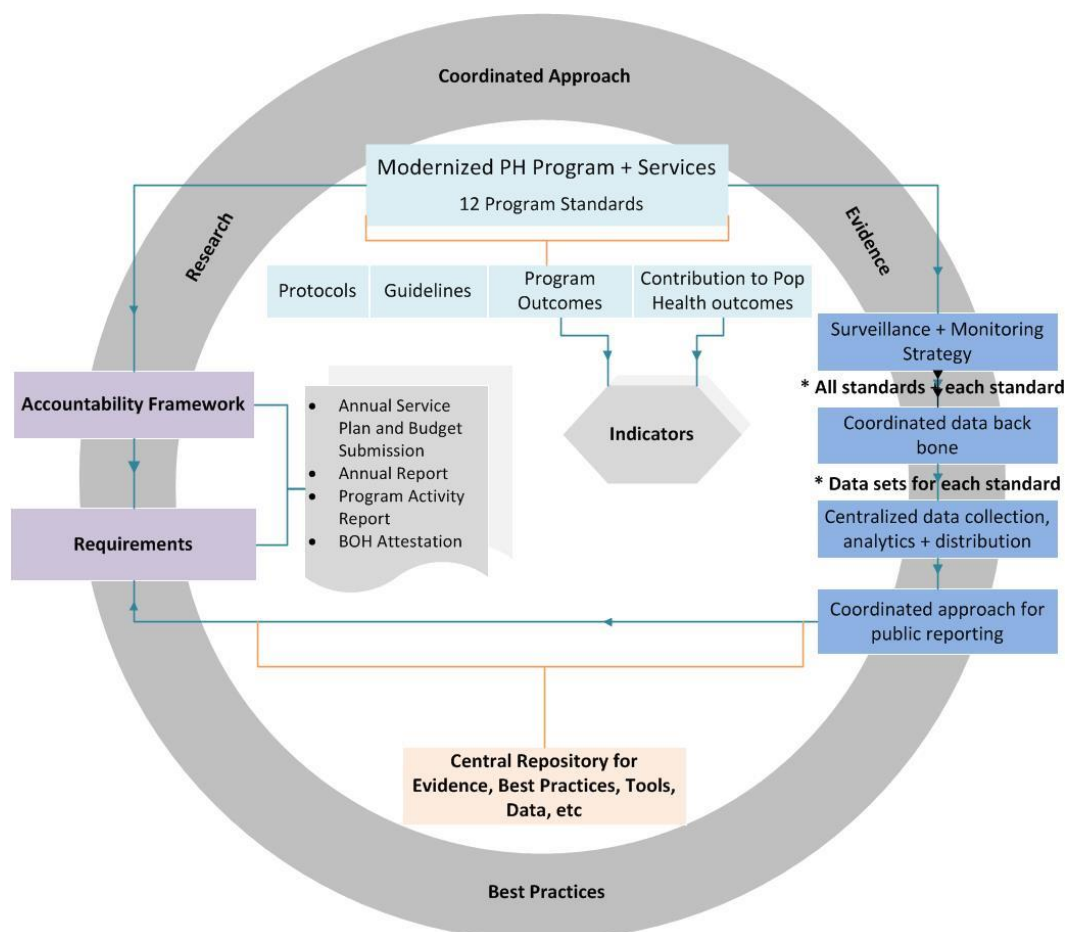 Coordinated Approach
Modernized PH Program + Services
12 Program Standards
Research
Evidence
Protocols
Guidelines
Program
Outcomes
Contribution to Pop
Health outcomes
Surveillance + Monitoring
Strategy
* All standards + each standard
Coordinated data back
bone
* Data sets for each standard
Centralized data collection,
analytics + distribution
Coordinated approach for
public reporting
Accountability Framework
Requirements
• Annual Service
Plan and Budget
Submission
• Annual Report
• Program Activity
Report
• BOH Attestation
Indicators
Central Repository for
Evidence, Best Practices, Tools,
Data, etc
Best Practices